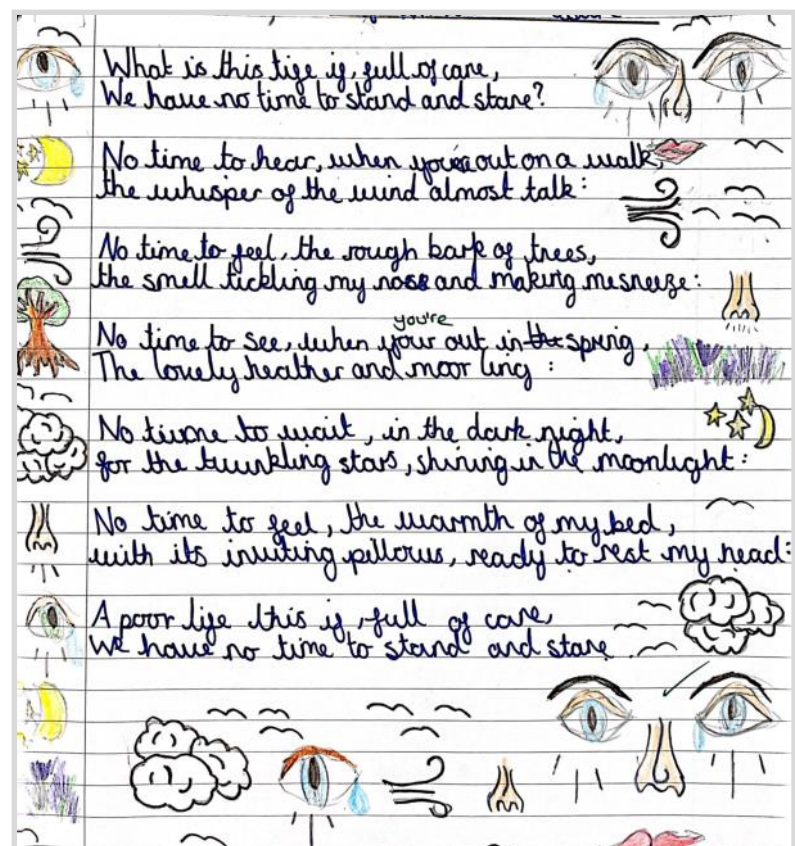 What is this life if, full of care,
We have no time to stand and stare?
No time to hear, when you're out on a walk,
the whisper of the wind almost talk:
No time to feel, the rough bark of trees,
the smell tickling my nose and making me sneeze:
you're
No time to see, when your out in the spring,
The lovely heather and moor ling :
No time to wait, in the dark night,
for the twinkling stars, shining in the moonlight:
No time to feel, the warmth of my bed,
with its inviting pillows, ready to rest my head:
A poor life this if, full of care,
We have no time to stand and stare